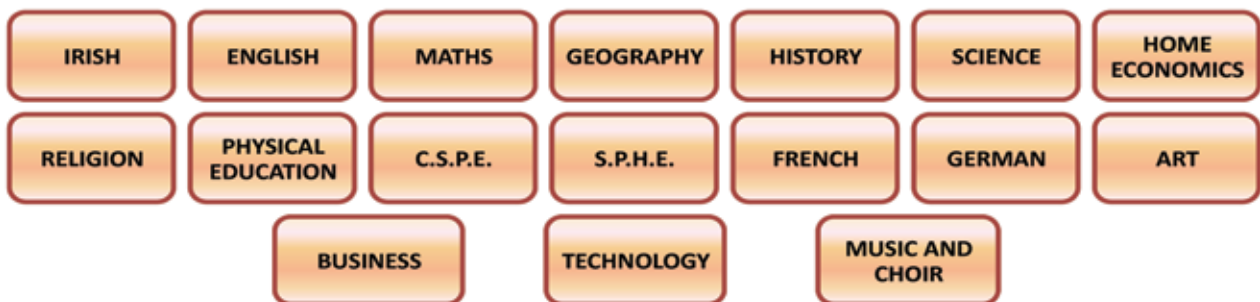 IRISH
ENGLISH
MATHS
GEOGRAPHY
HISTORY
SCIENCE
HOME
ECONOMICS
RELIGION
PHYSICAL
EDUCATION
C.S.P.E.
S.P.H.E.
FRENCH
GERMAN
ART
BUSINESS
TECHNOLOGY
MUSIC AND
CHOIR